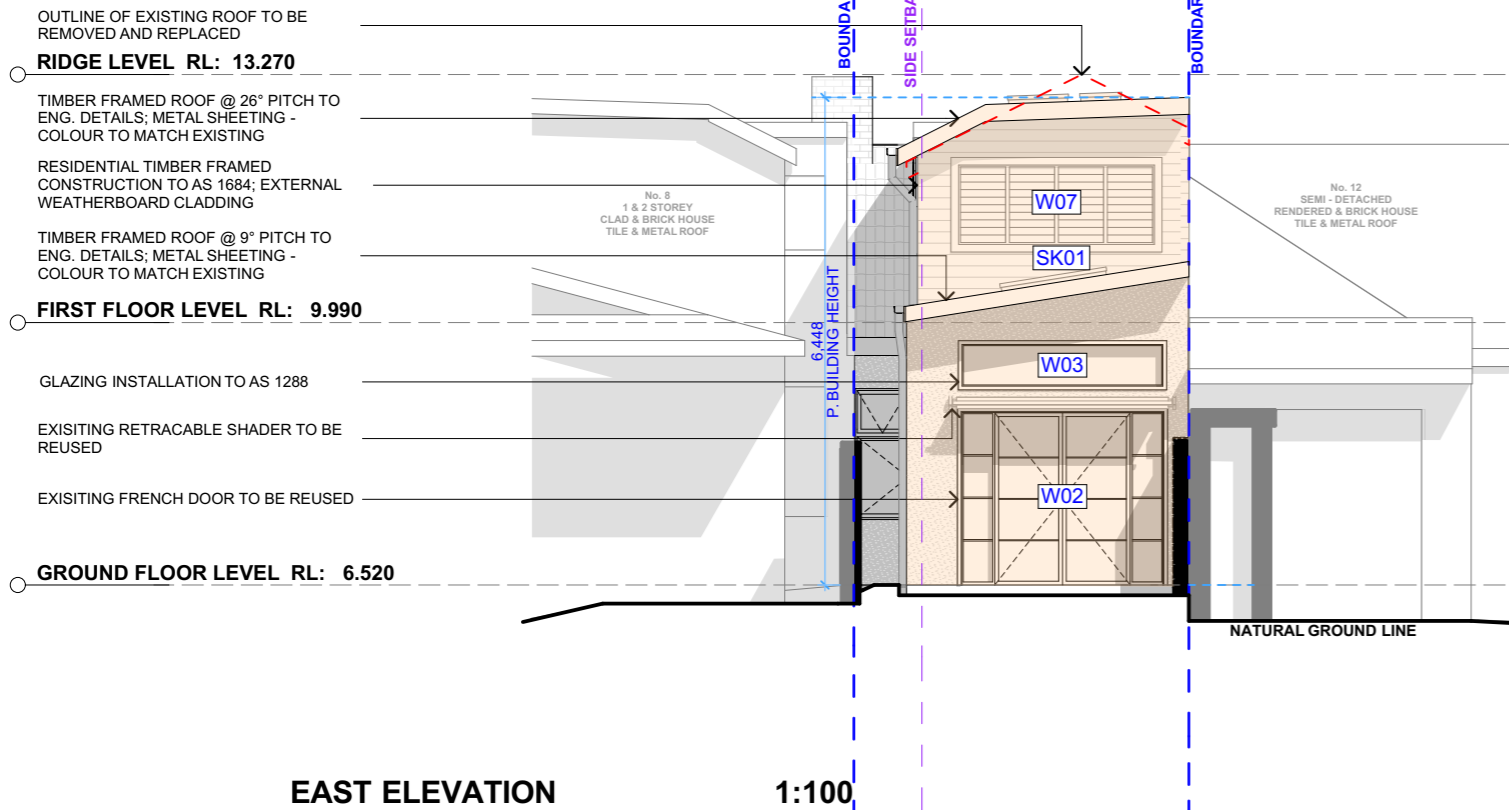 OUTLINE OF EXISTING ROOF TO BE
REMOVED AND REPLACED
RIDGE LEVEL RL: 13.270
TIMBER FRAMED ROOF @ 26° PITCH TO
ENG. DETAILS; METAL SHEETING -
COLOUR TO MATCH EXISTING
RESIDENTIAL TIMBER FRAMED
CONSTRUCTION TO AS 1684; EXTERNAL
WEATHERBOARD CLADDING
TIMBER FRAMED ROOF @ 9° PITCH TO
ENG. DETAILS; METAL SHEETING -
COLOUR TO MATCH EXISTING
FIRST FLOOR LEVEL RL: 9.990
GLAZING INSTALLATION TO AS 1288
EXISITING RETRACABLE SHADER TO BE
REUSED
EXISITING FRENCH DOOR TO BE REUSED
GROUND FLOOR LEVEL RL: 6.520
No. 8
1 & 2 STOREY
CLAD & BRICK HOUSE
TILE & METAL ROOF
6,448
P. BUILDING HEIGHT
BOUNDA
SIDE SETBA
BOUNDAR
W07
SK01
W03
W02
No. 12
SEMI - DETACHED
RENDERED & BRICK HOUSE
TILE & METAL ROOF
NATURAL GROUND LINE
EAST ELEVATION 1:100